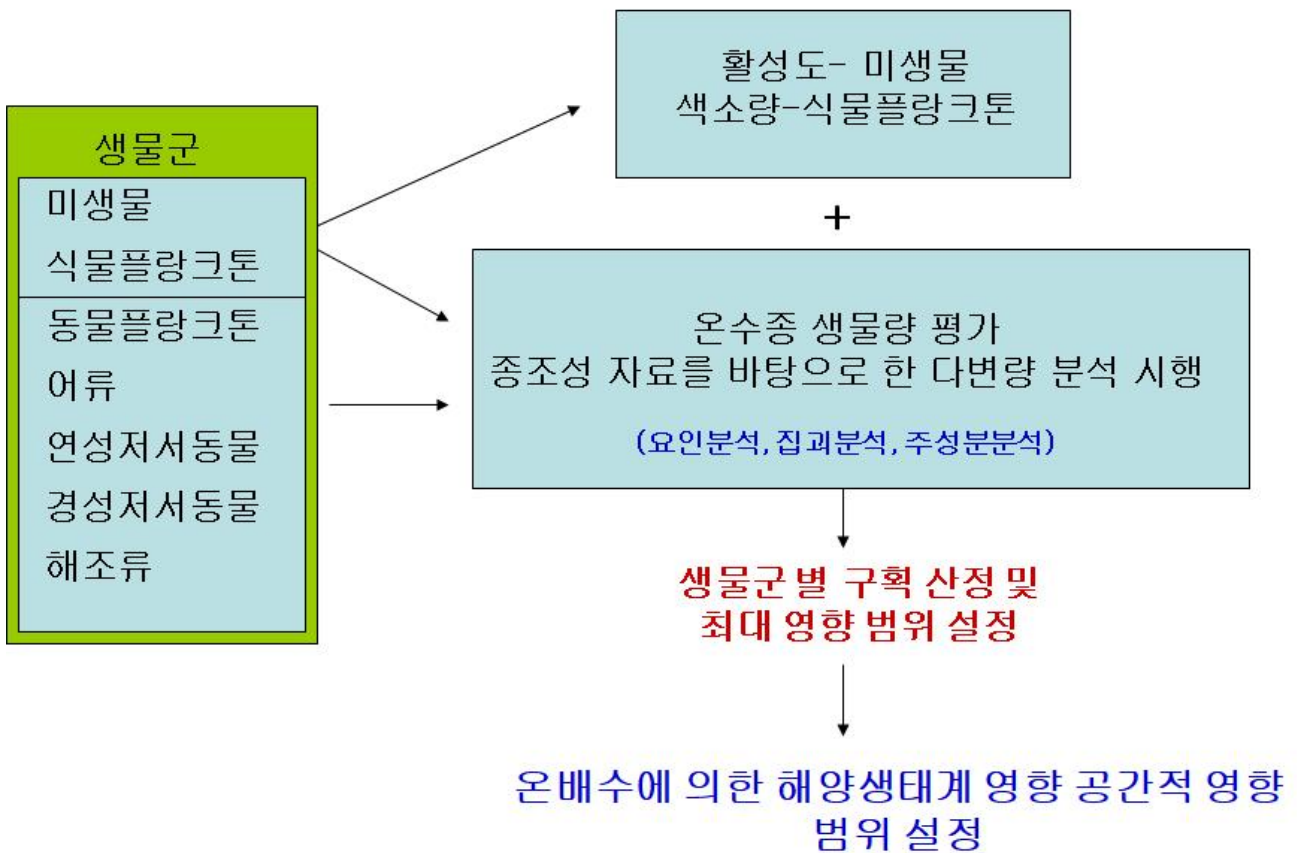 생물군
미생물
식물플랑크톤
동물플랑크톤
어류
연성저서동물
경성저서동물
해조류
활성도- 미생물
색소량-식물플랑크톤
+
온수종 생물량 평가
종조성 자료를 바탕으로 한 다변량 분석 시행
(요인분석, 집괴분석, 주성분분석)
생물군 별 구획 산정 및
최대 영향 범위 설정
온배수에 의한 해양생태계 영향 공간적 영향
범위 설정